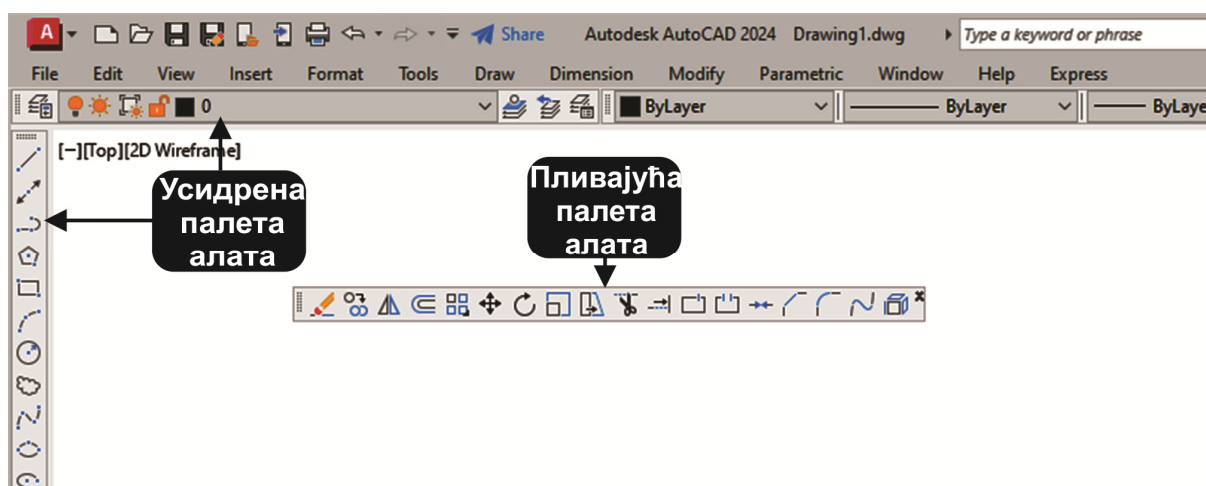 A Share Autodesk AutoCAD 2024 Drawing1.dwg Type a keyword or phrase
File Edit View Insert Format Tools Draw Dimension Modify Parametric Window Help Express
0 ByLayer ByLayer ByLaye
[−][Top][2D Wireframe]
Усидрена
палета
алата
Пливајућа
палета
алата